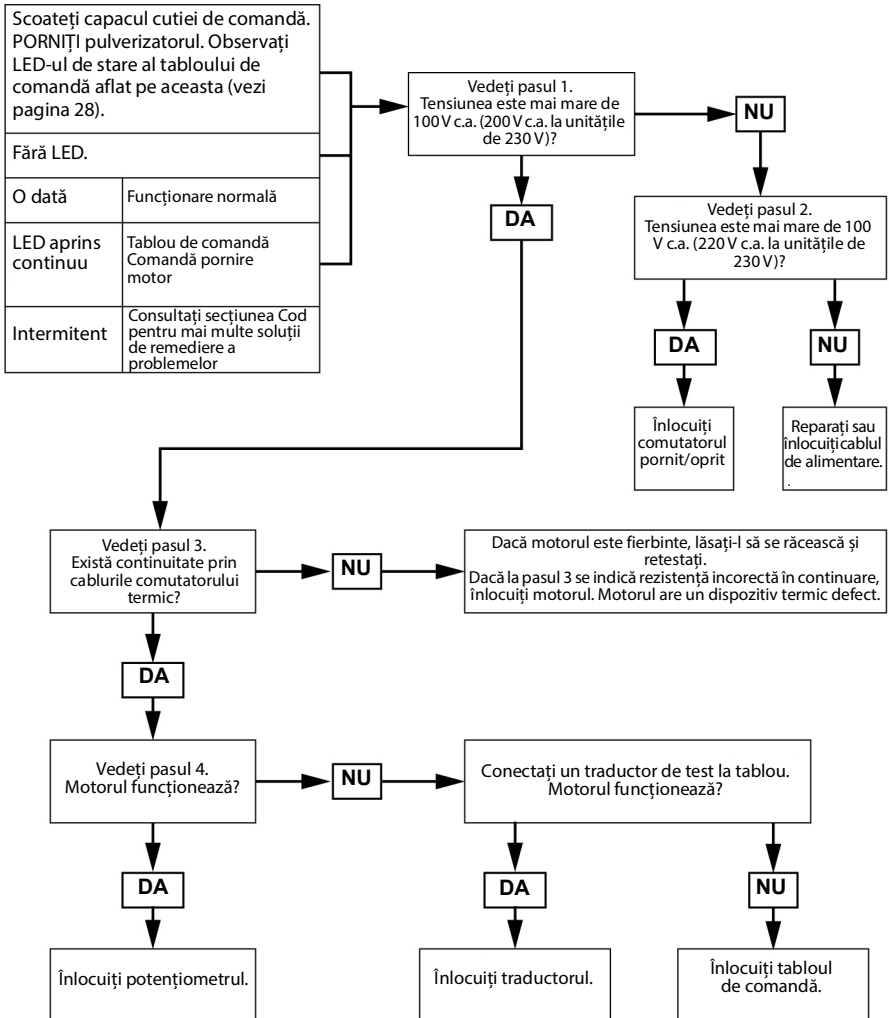 Scoateți capacul cutiei de comandă.
PORNIȚI pulverizatorul. Observați
LED-ul de stare al tabloului de
comandă aflat pe aceasta (vezi
pagina 28).
Fără LED.
O dată
Funcționare normală
LED aprins
continuu
Tablou de comandă
Comandă pornire
motor
Intermitent
Consultați secțiunea Cod
pentru mai multe soluții
de remediere a
problemelor
Vedeți pasul 1.
Tensiunea este mai mare de
100 V c.a. (200 V c.a. la unitățile
de 230 V)?
NU
DA
Vedeți pasul 2.
Tensiunea este mai mare de 100
V c.a. (220 V c.a. la unitățile de
230 V)?
DA
NU
Înlocuiți
comutatorul
pornit/oprit
Reparați sau
înlocuiți cablul
de alimentare.
.
Vedeți pasul 3.
Există continuitate prin
cablurile comutatorului
termic?
NU
Dacă motorul este fierbinte, lăsați-l să se răcească și
retestați.
Dacă la pasul 3 se indică rezistență incorectă în continuare,
înlocuiți motorul. Motorul are un dispozitiv termic defect.
DA
Vedeți pasul 4.
Motorul funcționează?
NU
Conectați un traductor de test la tablou.
Motorul funcționează?
DA
DA
NU
Înlocuiți potențiometrul.
Înlocuiți traductorul.
Înlocuiți tabloul
de comandă.